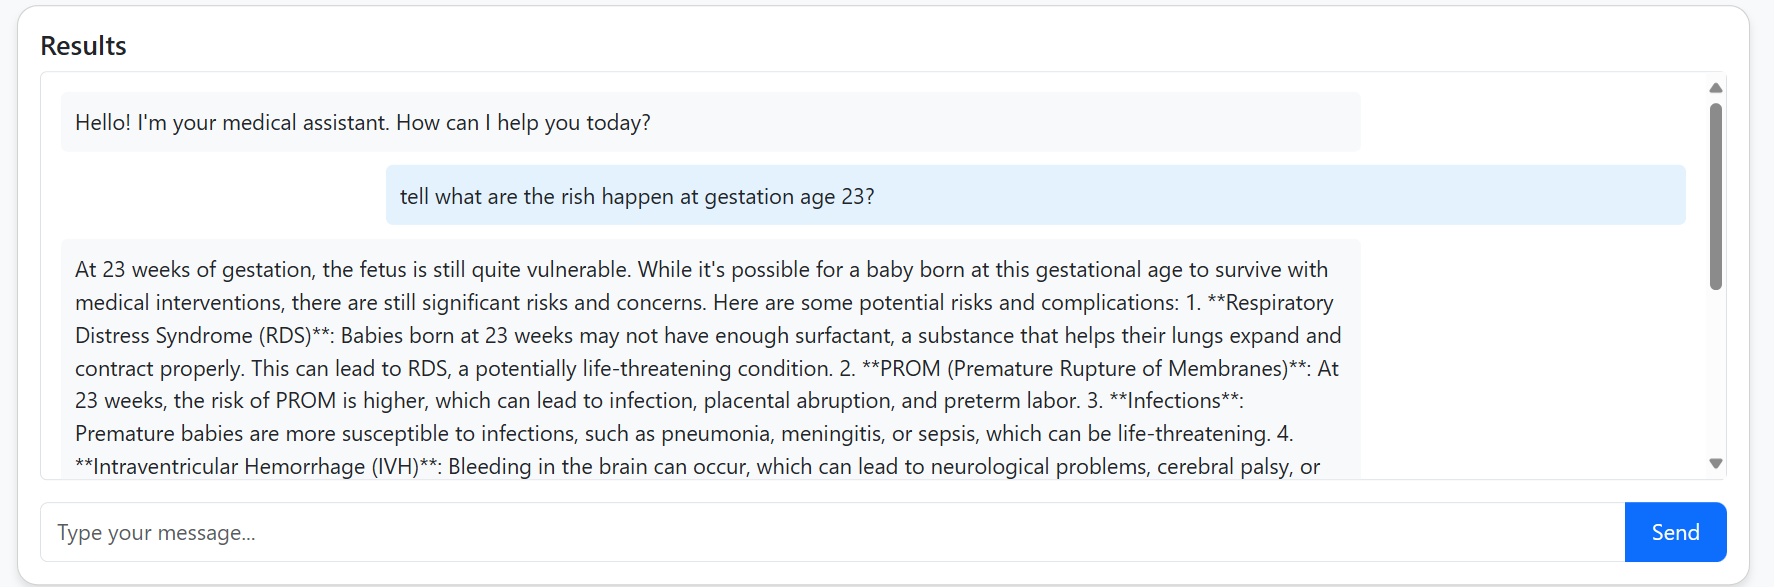 Results
Hello! I'm your medical assistant. How can I help you today?
tell what are the rish happen at gestation age 23?
At 23 weeks of gestation, the fetus is still quite vulnerable. While it's possible for a baby born at this gestational age to survive with
medical interventions, there are still significant risks and concerns. Here are some potential risks and complications: 1. **Respiratory
Distress Syndrome (RDS)**: Babies born at 23 weeks may not have enough surfactant, a substance that helps their lungs expand and
contract properly. This can lead to RDS, a potentially life-threatening condition. 2. **PROM (Premature Rupture of Membranes)**: At
23 weeks, the risk of PROM is higher, which can lead to infection, placental abruption, and preterm labor. 3. **Infections**:
Premature babies are more susceptible to infections, such as pneumonia, meningitis, or sepsis, which can be life-threatening. 4.
**Intraventricular Hemorrhage (IVH)**: Bleeding in the brain can occur, which can lead to neurological problems, cerebral palsy, or
Type your message...
Send